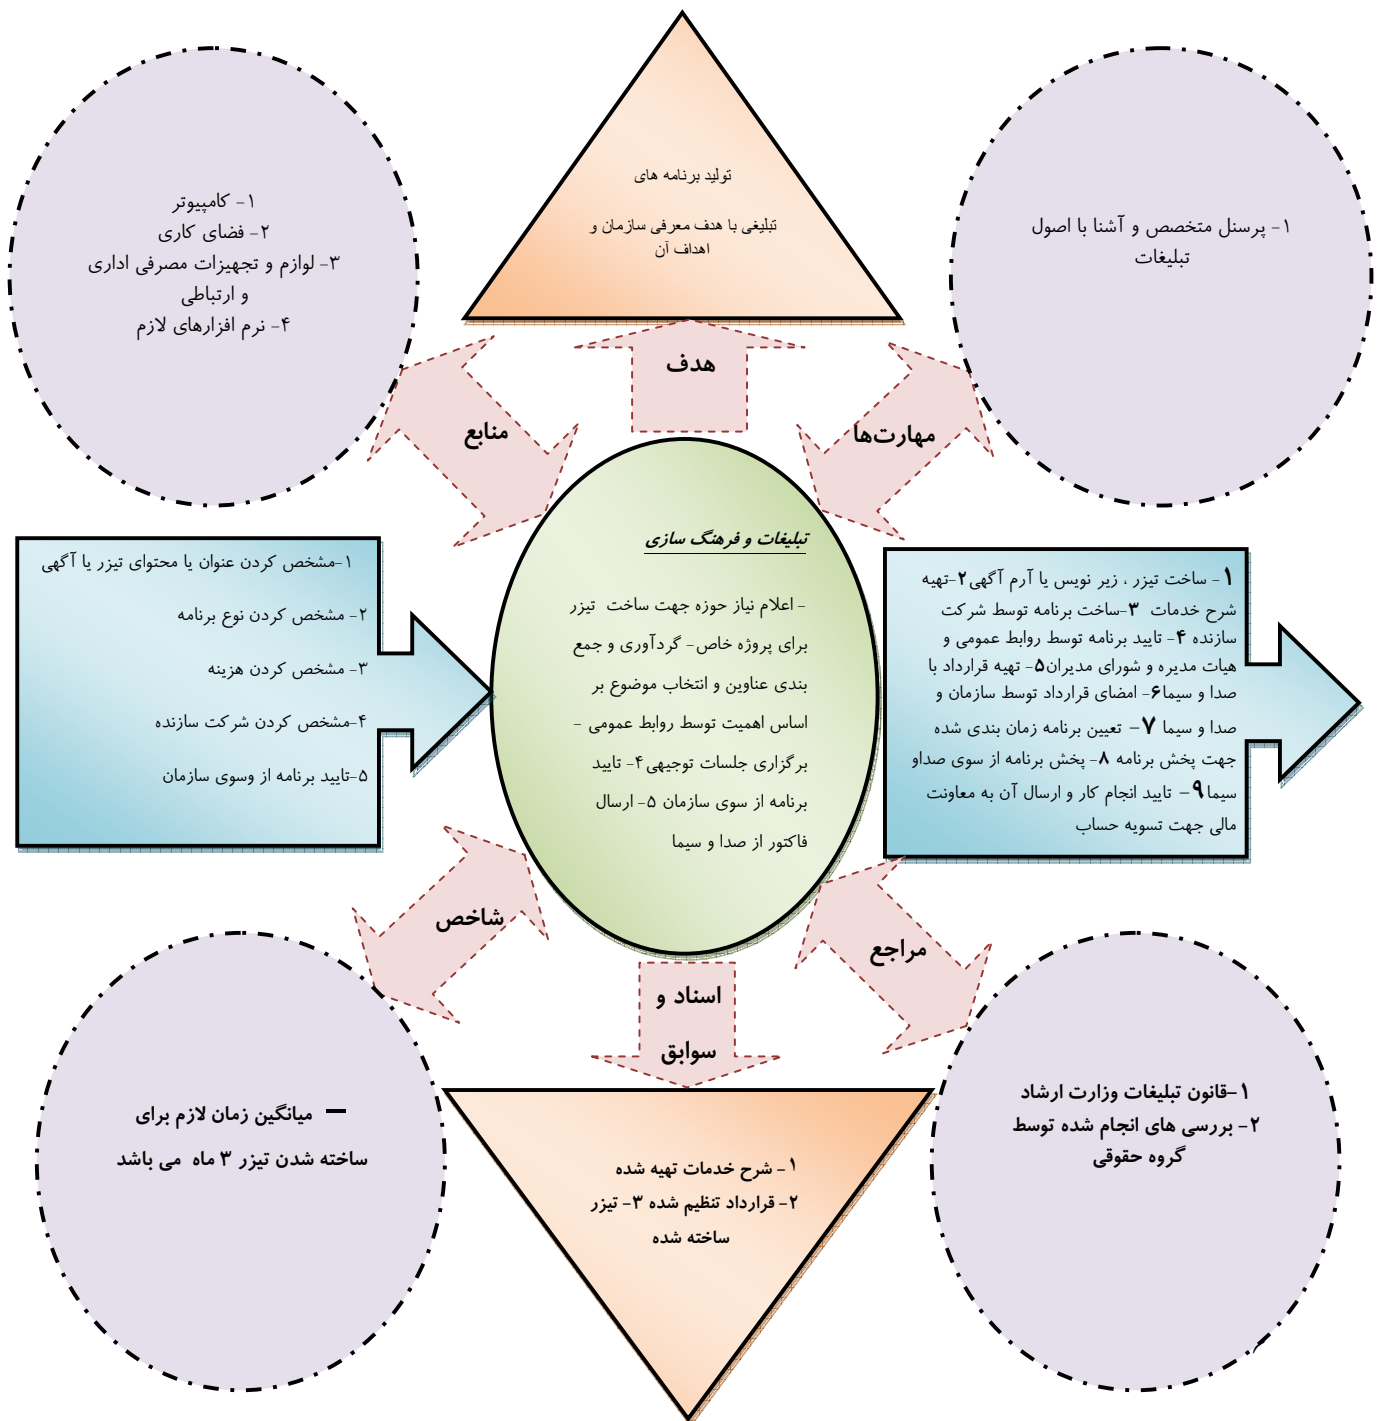 تولید برنامه های
تبلیغی با هدف معرفی سازمان و
اهداف آن
۱- کامپیوتر
۲- فضای کاری
۳- لوازم و تجهیزات مصرفی اداری
و ارتباطی
۴- نرم افزارهای لازم
۱- پرسنل متخصص و آشنا با اصول
تبلیغات
هدف
منابع
مهارت‌ها
تبلیغات و فرهنگ سازی
- اعلام نیاز حوزه جهت ساخت تیزر
برای پروژه خاص- گردآوری و جمع
بندی عناوین و انتخاب موضوع بر
اساس اهمیت توسط روابط عمومی -
برگزاری جلسات توجیهی۴- تایید
برنامه از سوی سازمان ۵- ارسال
فاکتور از صدا و سیما
۱-مشخص کردن عنوان یا محتوای تیزر یا آگهی
۲- مشخص کردن نوع برنامه
۳- مشخص کردن هزینه
۴-مشخص کردن شرکت سازنده
۵-تایید برنامه از وسوی سازمان
۱- ساخت تیزر ، زیر نویس یا آرم آگهی۲-تهیه
شرح خدمات ۳-ساخت برنامه توسط شرکت
سازنده ۴- تایید برنامه توسط روابط عمومی و
هیات مدیره و شورای مدیران۵- تهیه قرارداد با
صدا و سیما۶- امضای قرارداد توسط سازمان و
صدا و سیما ۷- تعیین برنامه زمان بندی شده
جهت پخش برنامه ۸- پخش برنامه از سوی صداو
سیما۹- تایید انجام کار و ارسال آن به معاونت
مالی جهت تسویه حساب
شاخص
مراجع
اسناد و
سوابق
– میانگین زمان لازم برای
ساخته شدن تیزر ۳ ماه می باشد
۱-قانون تبلیغات وزارت ارشاد
۲- بررسی های انجام شده توسط
گروه حقوقی
۱- شرح خدمات تهیه شده
۲- قرارداد تنظیم شده ۳- تیزر
ساخته شده